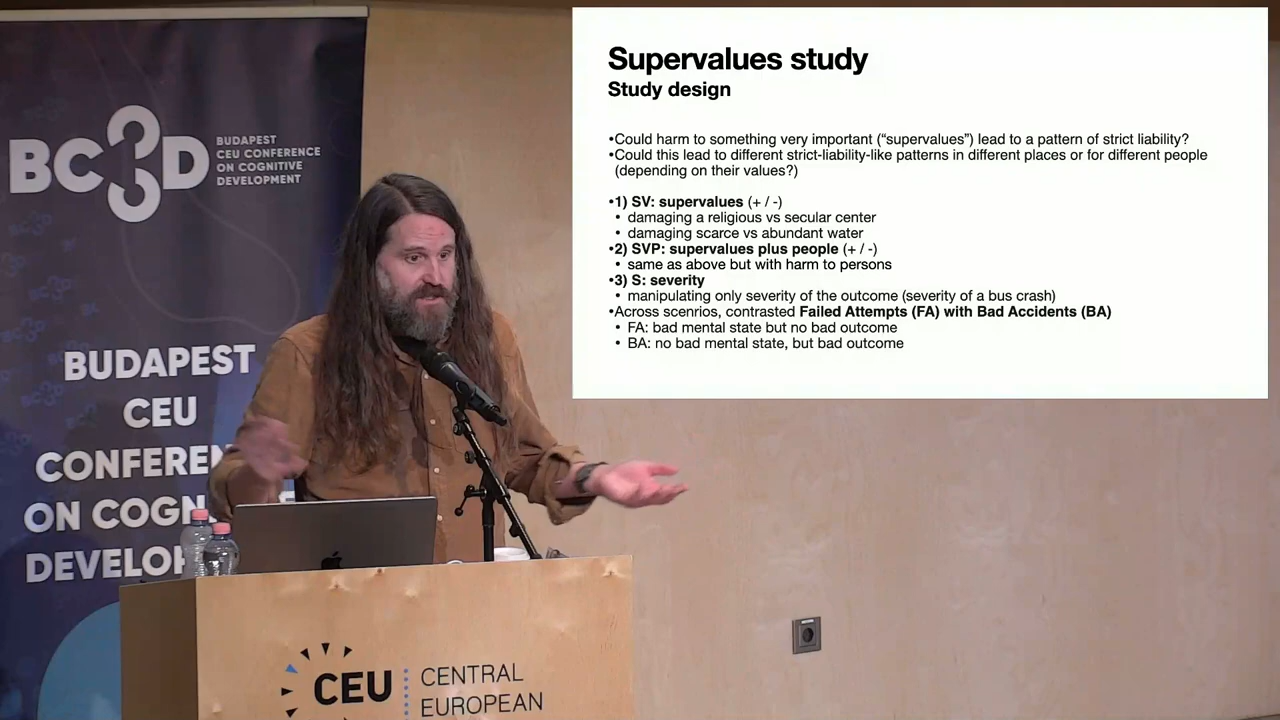 BC3D
BUDAPEST
CEU CONFERENCE
ON COGNITIVE
DEVELOPMENT
BUDAPEST
CEU
CONFEREN
ON COGN
DEVELOP
Supervalues study
Study design
•Could harm to something very important (“supervalues”) lead to a pattern of strict liability?
•Could this lead to different strict-liability-like patterns in different places or for different people
(depending on their values?)
•1) SV: supervalues (+ / -)
• damaging a religious vs secular center
• damaging scarce vs abundant water
•2) SVP: supervalues plus people (+ / -)
• same as above but with harm to persons
•3) S: severity
• manipulating only severity of the outcome (severity of a bus crash)
•Across scenrios, contrasted Failed Attempts (FA) with Bad Accidents (BA)
• FA: bad mental state but no bad outcome
• BA: no bad mental state, but bad outcome
CEU
CENTRAL
EUROPEAN